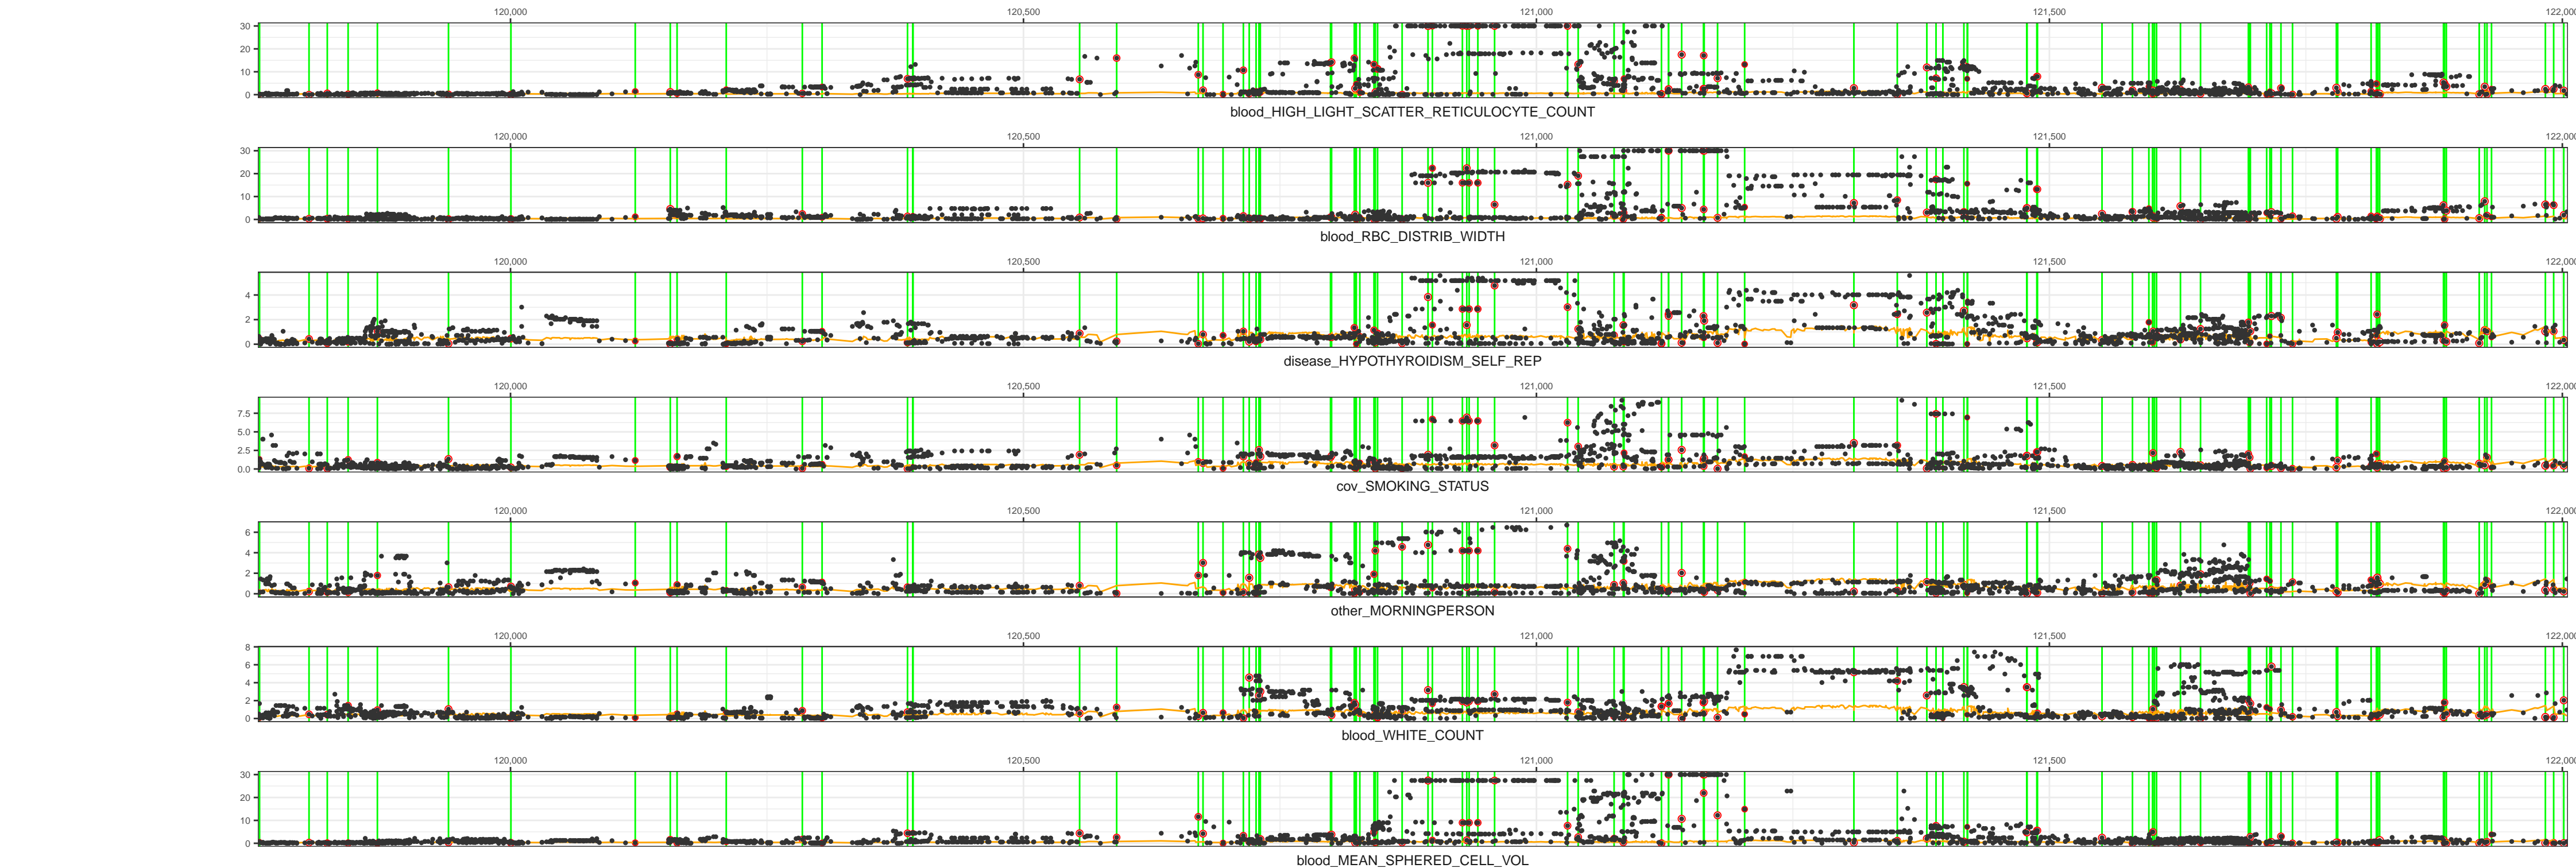 120,000 120,500 121,000 121,500 122,000
30
20
10
0
blood_HIGH_LIGHT_SCATTER_RETICULOCYTE_COUNT
120,000 120,500 121,000 121,500 122,000
30
20
10
0
blood_RBC_DISTRIB_WIDTH
120,000 120,500 121,000 121,500 122,000
4
2
0
disease_HYPOTHYROIDISM_SELF_REP
120,000 120,500 121,000 121,500 122,000
7.5
5.0
2.5
0.0
cov_SMOKING_STATUS
120,000 120,500 121,000 121,500 122,000
6
4
2
0
other_MORNINGPERSON
120,000 120,500 121,000 121,500 122,000
8
6
4
2
0
blood_WHITE_COUNT
120,000 120,500 121,000 121,500 122,000
30
20
10
0
blood_MEAN_SPHERED_CELL_VOL